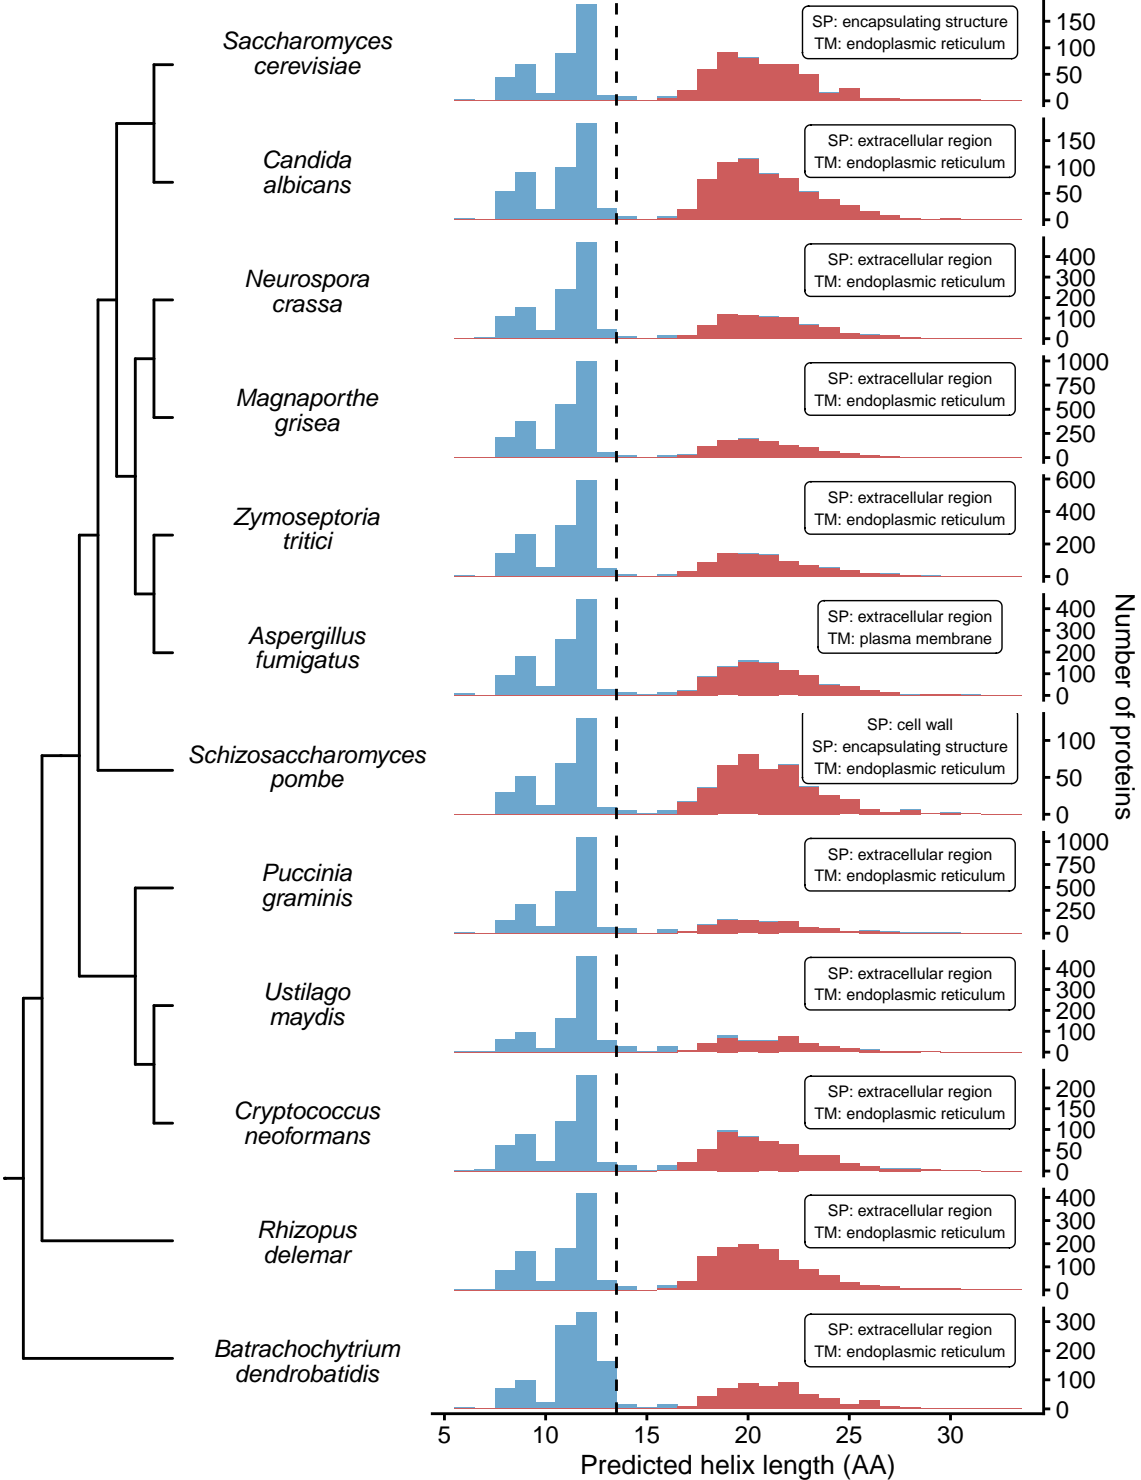 Saccharomyces
cerevisiae
SP: encapsulating structure
TM: endoplasmic reticulum
150
100
50
0
Candida
albicans
SP: extracellular region
TM: endoplasmic reticulum
150
100
50
0
Neurospora
crassa
SP: extracellular region
TM: endoplasmic reticulum
400
300
200
100
0
Magnaporthe
grisea
SP: extracellular region
TM: endoplasmic reticulum
1000
750
500
250
0
Zymoseptoria
tritici
SP: extracellular region
TM: endoplasmic reticulum
600
400
200
0
Aspergillus
fumigatus
SP: extracellular region
TM: plasma membrane
400
300
200
100
0
Schizosaccharomyces
pombe
SP: cell wall
SP: encapsulating structure
TM: endoplasmic reticulum
100
50
0
Puccinia
graminis
SP: extracellular region
TM: endoplasmic reticulum
1000
750
500
250
0
Ustilago
maydis
SP: extracellular region
TM: endoplasmic reticulum
400
300
200
100
0
Cryptococcus
neoformans
SP: extracellular region
TM: endoplasmic reticulum
200
150
100
50
0
Rhizopus
delemar
SP: extracellular region
TM: endoplasmic reticulum
400
300
200
100
0
Batrachochytrium
dendrobatidis
SP: extracellular region
TM: endoplasmic reticulum
300
200
100
0
Number of proteins
5 10 15 20 25 30
Predicted helix length (AA)